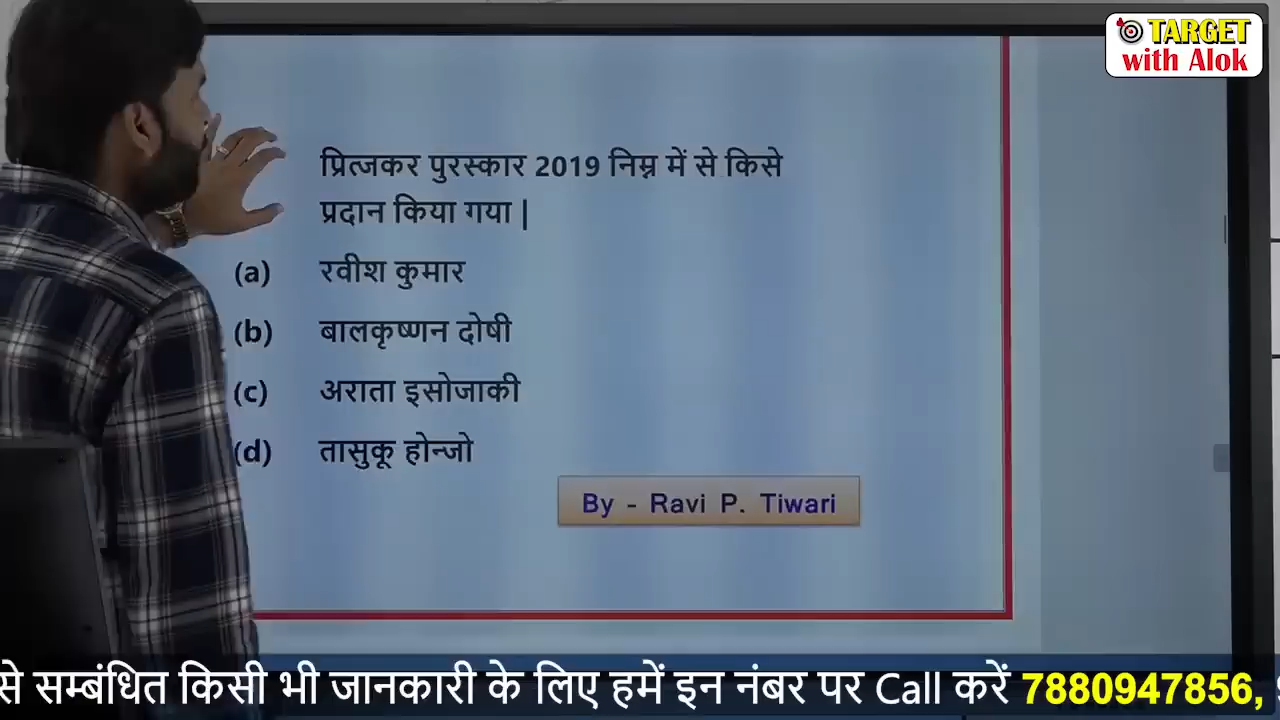 TARGET
with Alok
प्रित्जकर पुरस्कार 2019 निम्न में से किसे
प्रदान किया गया |
(a) रवीश कुमार
(b) बालकृष्णन दोषी
(c) अराता इसोजाकी
(d) तासुकू होन्जो
By - Ravi P. Tiwari
से सम्बंधित किसी भी जानकारी के लिए हमें इन नंबर पर Call करें 7880947856,